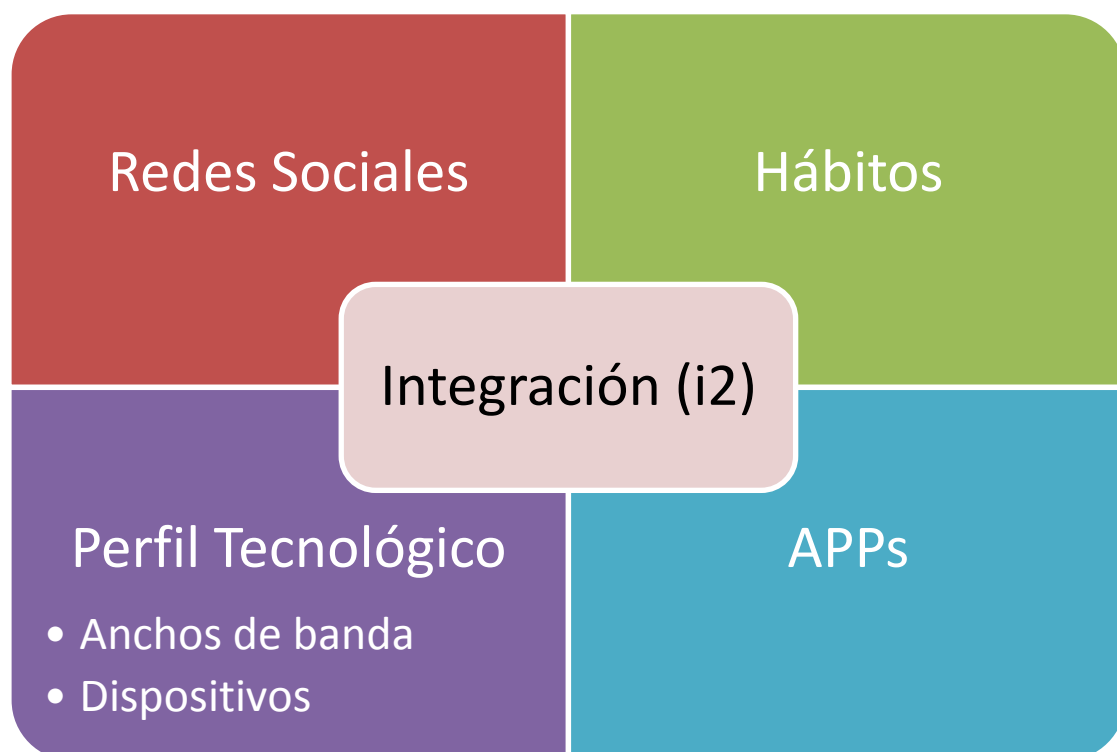 Redes Sociales
Hábitos
Integración (i2)
Perfil Tecnológico
• Anchos de banda
• Dispositivos
APPs